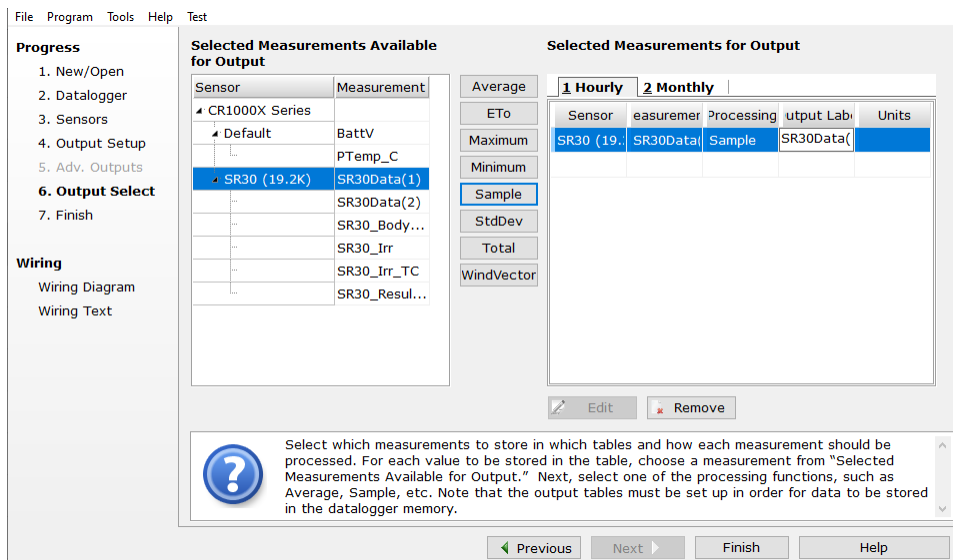 File Program Tools Help Test
Progress
1. New/Open
2. Datalogger
3. Sensors
4. Output Setup
5. Adv. Outputs
6. Output Select
7. Finish
Wiring
Wiring Diagram
Wiring Text
Selected Measurements Available
for Output
Sensor Measurement
CR1000X Series
Default BattV
PTemp_C
SR30 (19.2K) SR30Data(1)
SR30Data(2)
SR30_Body...
SR30_Irr
SR30_Irr_TC
SR30_Resul...
Average
ETo
Maximum
Minimum
Sample
StdDev
Total
WindVector
Selected Measurements for Output
1 Hourly 2 Monthly
Sensor easuremer Processing utput Labe Units
SR30 (19.: SR30Data( Sample SR30Data(
Edit Remove
Select which measurements to store in which tables and how each measurement should be
processed. For each value to be stored in the table, choose a measurement from “Selected
Measurements Available for Output.” Next, select one of the processing functions, such as
Average, Sample, etc. Note that the output tables must be set up in order for data to be stored
in the datalogger memory.
Previous Next Finish Help